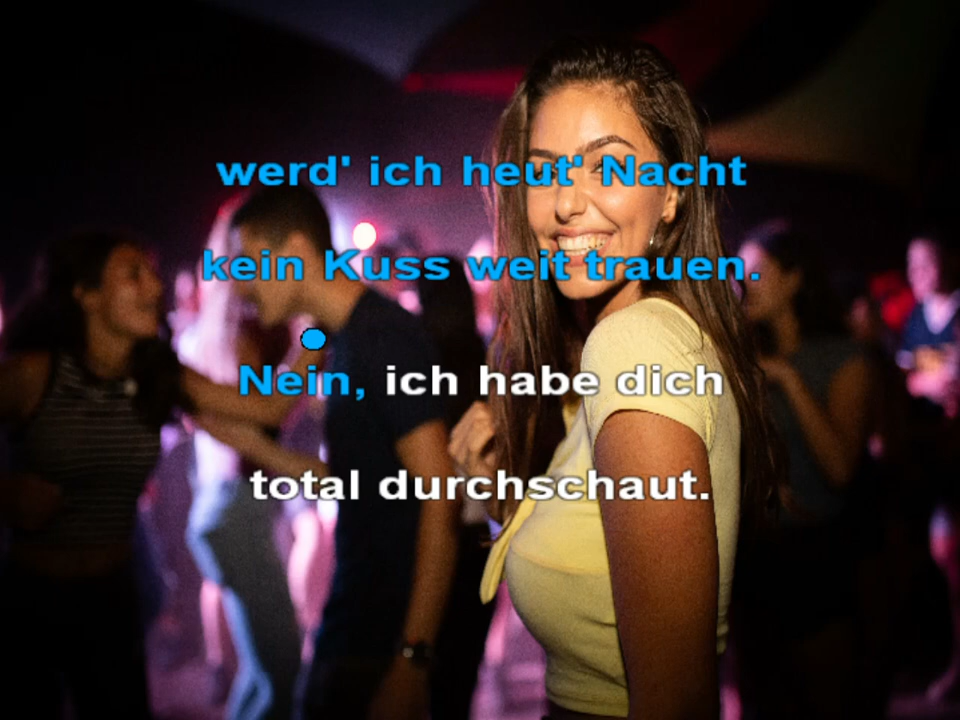 werd' ich heut' Nacht
kein Kuss weit trauen.
Nein, ich habe dich
total durchschaut.